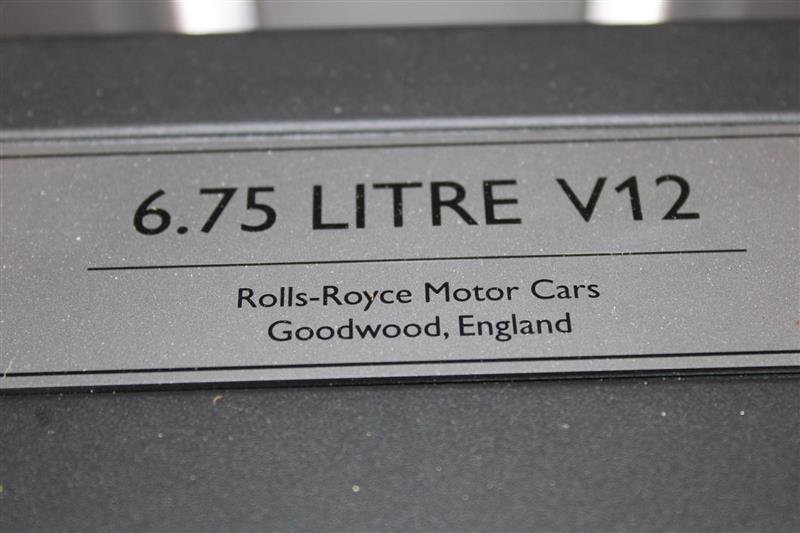 6.75 LITRE V12
Rolls-Royce Motor Cars
Goodwood, England